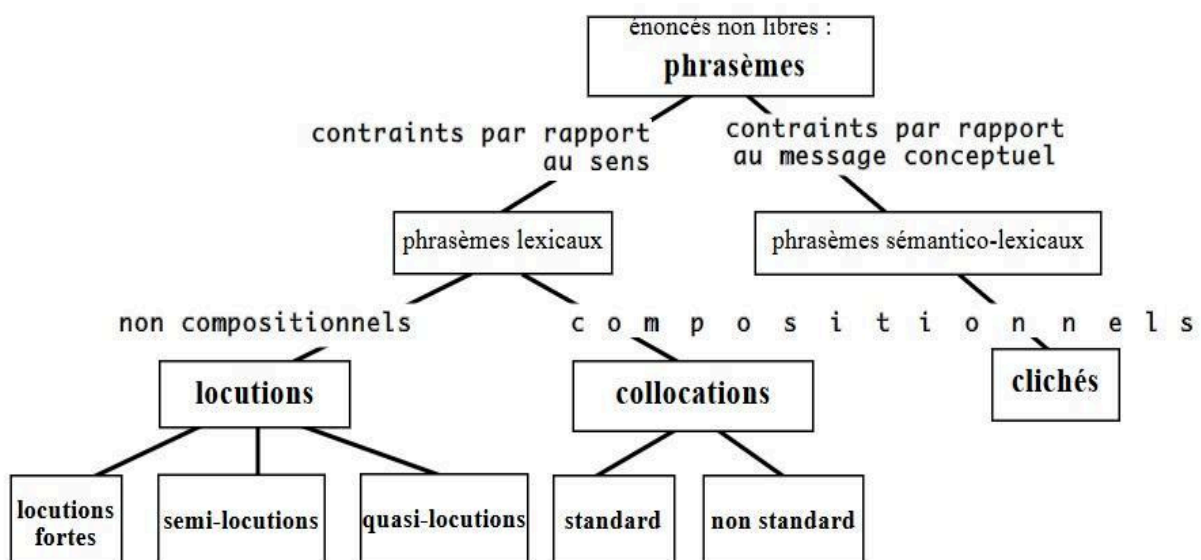 énoncés non libres :
phrasèmes
contraints par rapport
au sens
contraints par rapport
au message conceptuel
phrasèmes lexicaux
phrasèmes sémantico-lexicaux
non compositionnels
c o m p o s i t i o n n e l s
locutions
collocations
clichés
locutions
fortes
semi-locutions
quasi-locutions
standard
non standard